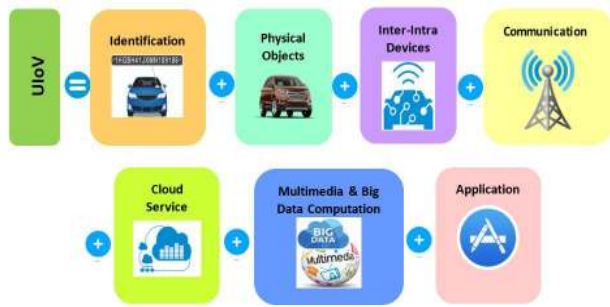 UIoV
Identification
Physical
Objects
Inter-Intra
Devices
Communication
Cloud
Service
Multimedia & Big
Data Computation
BIG
DATA
Multimedia
Application